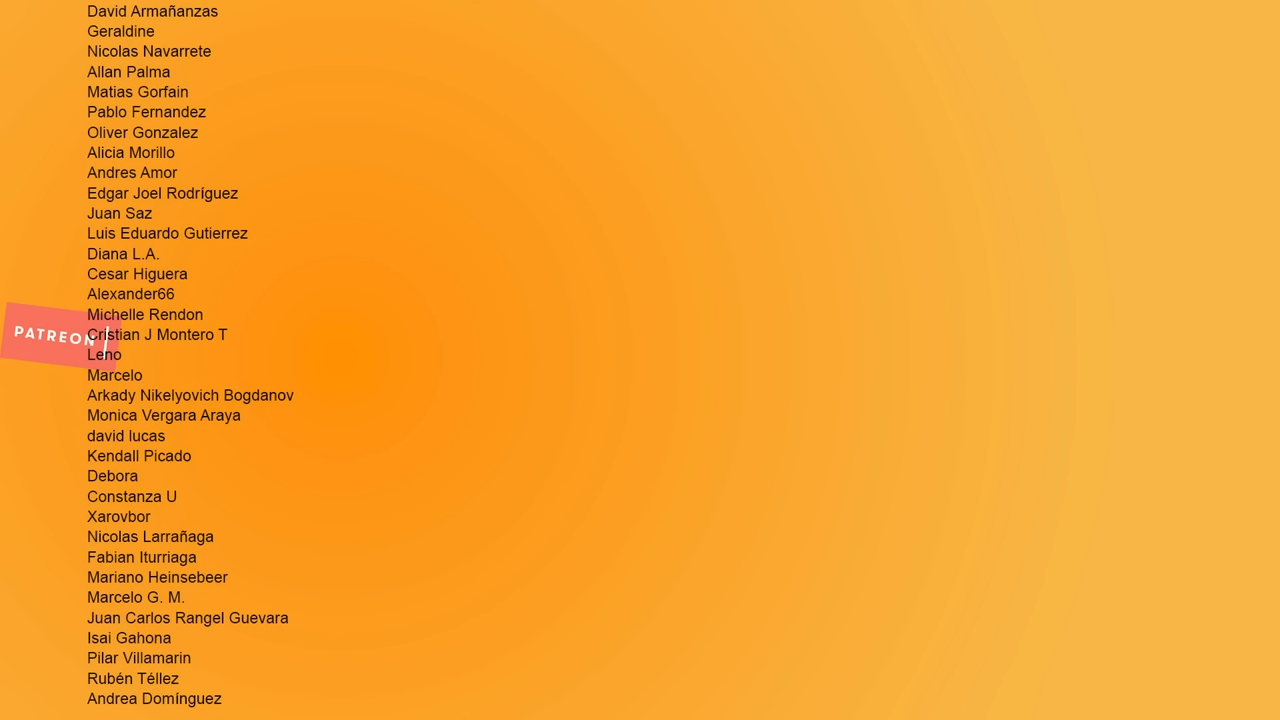 David Armañanzas
Geraldine
Nicolas Navarrete
Allan Palma
Matias Gorfain
Pablo Fernandez
Oliver Gonzalez
Alicia Morillo
Andres Amor
Edgar Joel Rodríguez
Juan Saz
Luis Eduardo Gutierrez
Diana L.A.
Cesar Higuera
Alexander66
Michelle Rendon
PATREON
Cristian J Montero T
Leno
Marcelo
Arkady Nikelyovich Bogdanov
Monica Vergara Araya
david lucas
Kendall Picado
Debora
Constanza U
Xarovbor
Nicolas Larrañaga
Fabian Iturriaga
Mariano Heinsebeer
Marcelo G. M.
Juan Carlos Rangel Guevara
Isai Gahona
Pilar Villamarin
Rubén Téllez
Andrea Domínguez